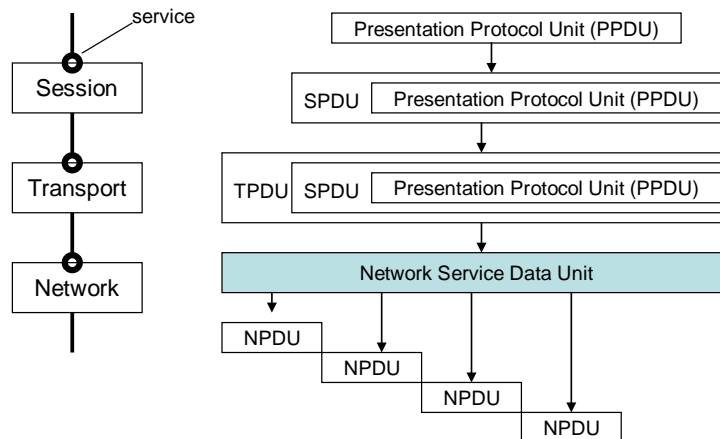 service
Session
Transport
Network
Presentation Protocol Unit (PPDU)
SPDU
Presentation Protocol Unit (PPDU)
TPDU
SPDU
Presentation Protocol Unit (PPDU)
Network Service Data Unit
NPDU
NPDU
NPDU
NPDU